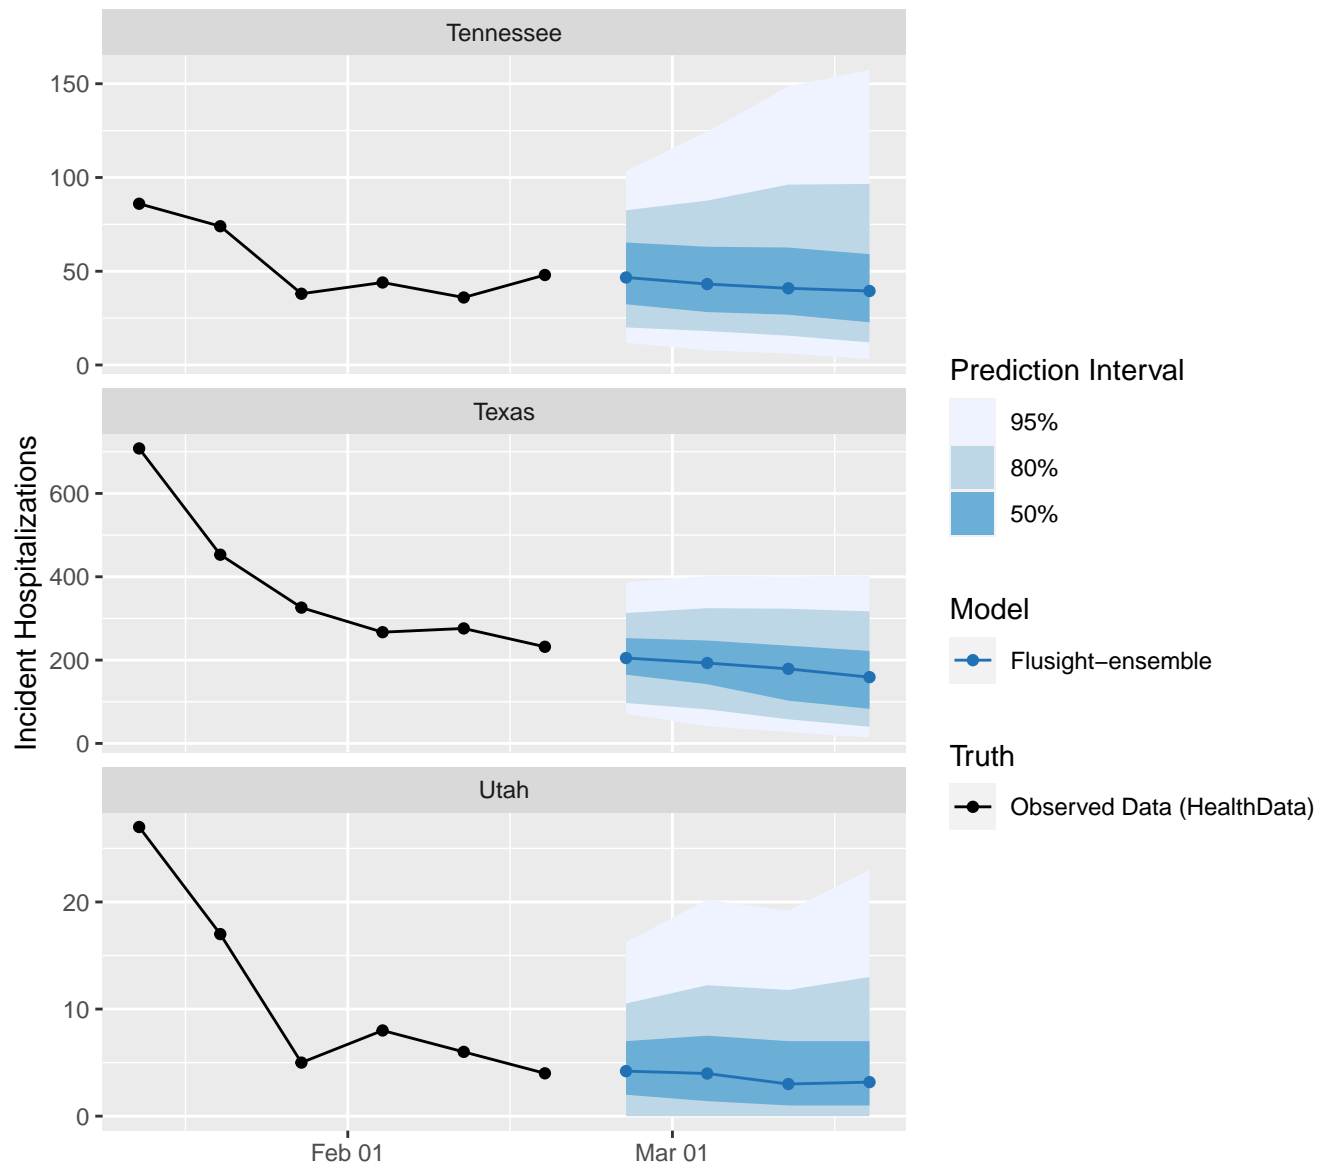 Tennessee
150
100
50
0
Texas
600
400
200
0
Utah
20
10
0
Feb 01
Mar 01
Incident Hospitalizations
Prediction Interval
95%
80%
50%
Model
Flusight−ensemble
Truth
Observed Data (HealthData)